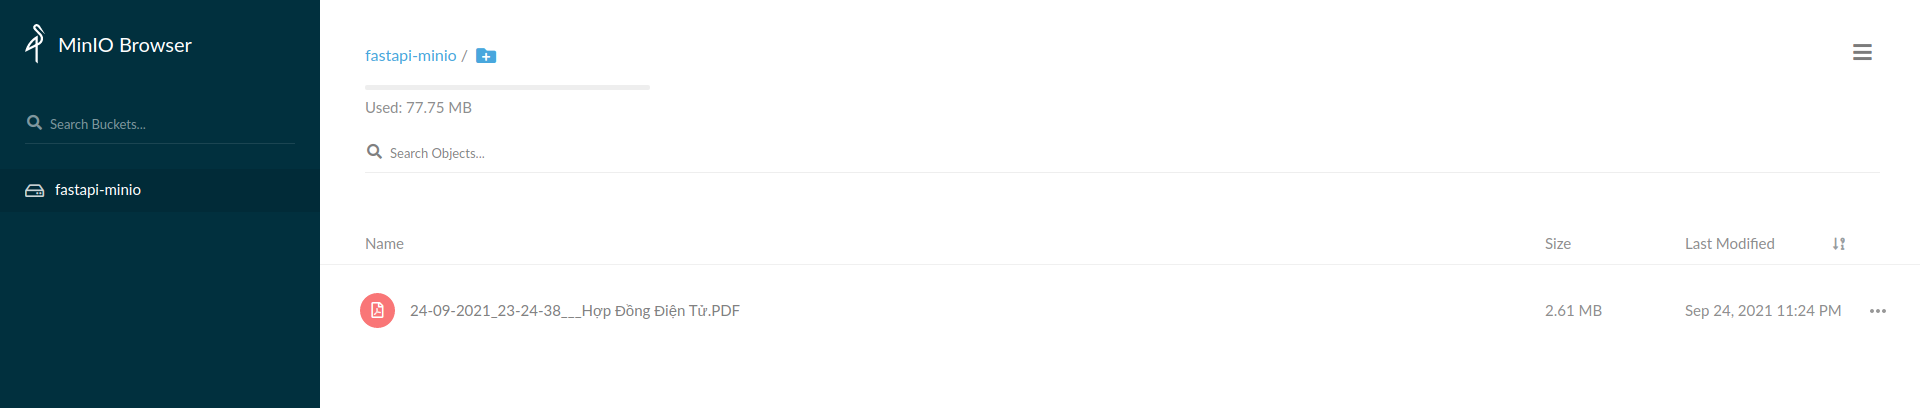 MinIO Browser
Search Buckets...
fastapi-minio
fastapi-minio /
Used: 77.75 MB
Search Objects...
Name Size Last Modified
24-09-2021_23-24-38___Hợp Đồng Điện Tử.PDF 2.61 MB Sep 24, 2021 11:24 PM